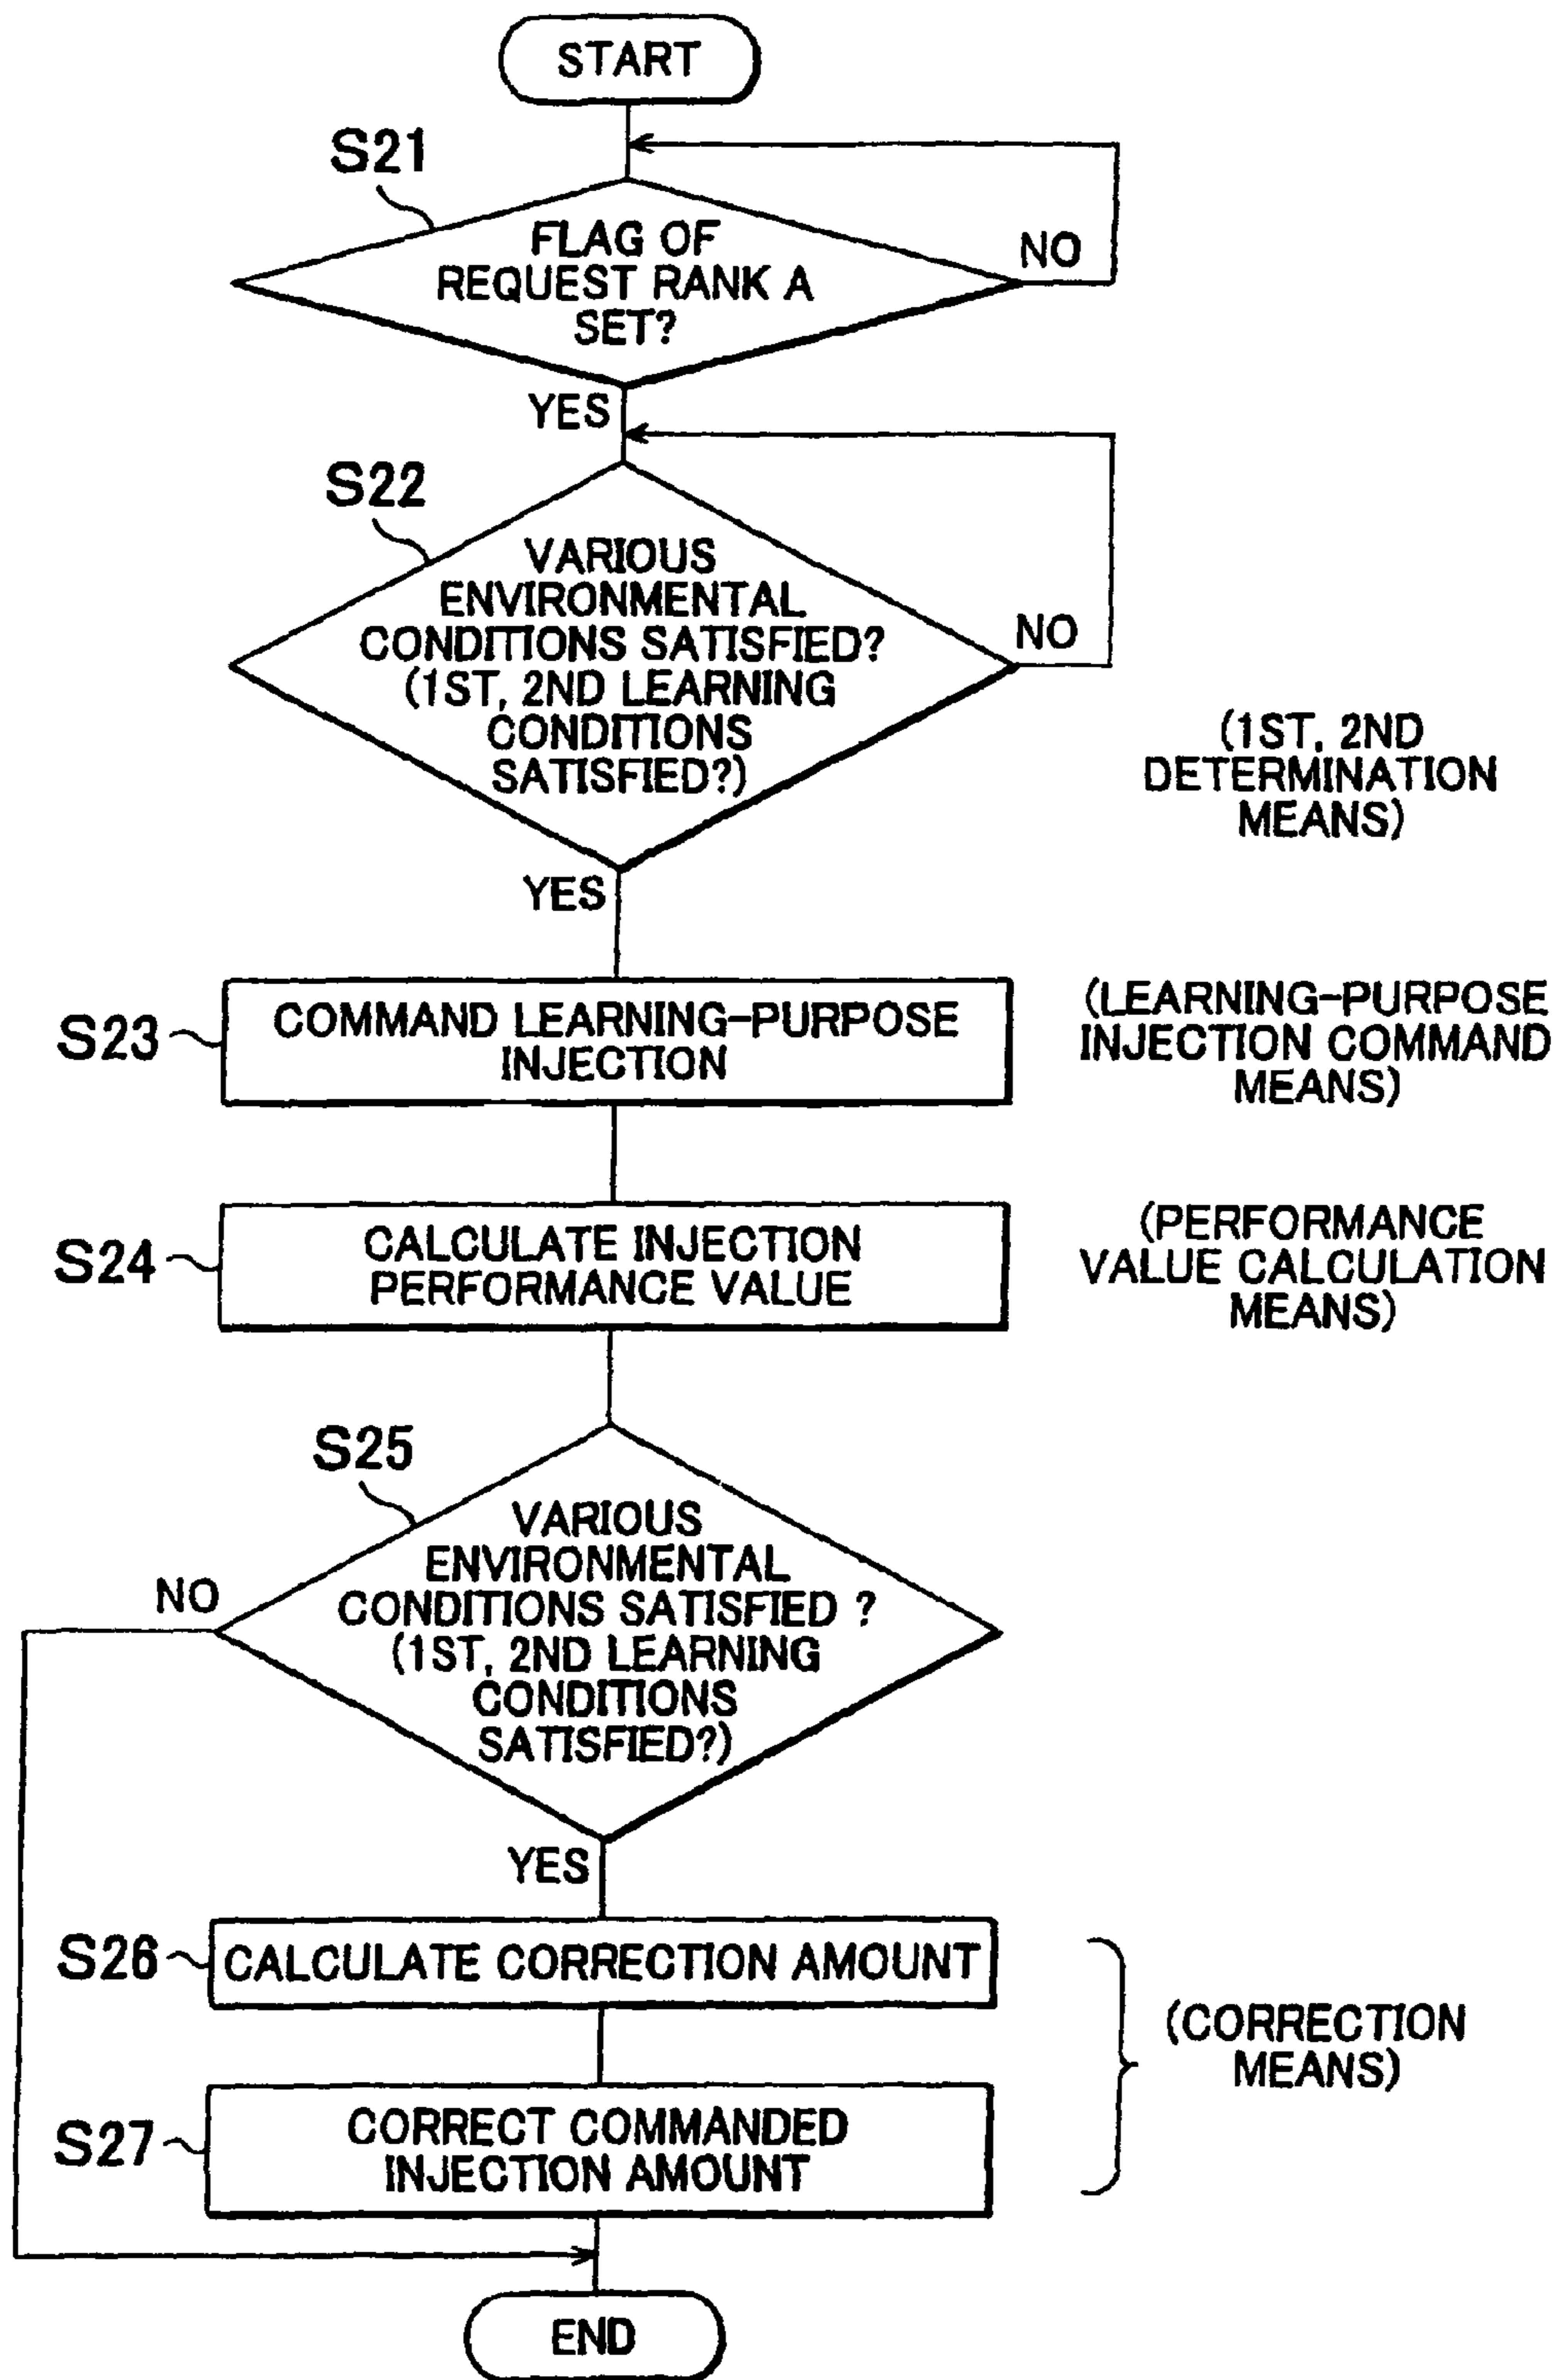 START
S21
FLAG OF
REQUEST RANK A
SET?
NO
YES
S22
VARIOUS
ENVIRONMENTAL
CONDITIONS SATISFIED?
(1ST, 2ND LEARNING
CONDITIONS
SATISFIED?)
NO
(1ST, 2ND
DETERMINATION
MEANS)
YES
S23
COMMAND LEARNING-PURPOSE
INJECTION
(LEARNING-PURPOSE
INJECTION COMMAND
MEANS)
S24
CALCULATE INJECTION
PERFORMANCE VALUE
(PERFORMANCE
VALUE CALCULATION
MEANS)
S25
VARIOUS
ENVIRONMENTAL
CONDITIONS SATISFIED ?
(1ST, 2ND LEARNING
CONDITIONS
SATISFIED?)
NO
YES
S26
CALCULATE CORRECTION AMOUNT
S27
CORRECT COMMANDED
INJECTION AMOUNT
(CORRECTION
MEANS)
END